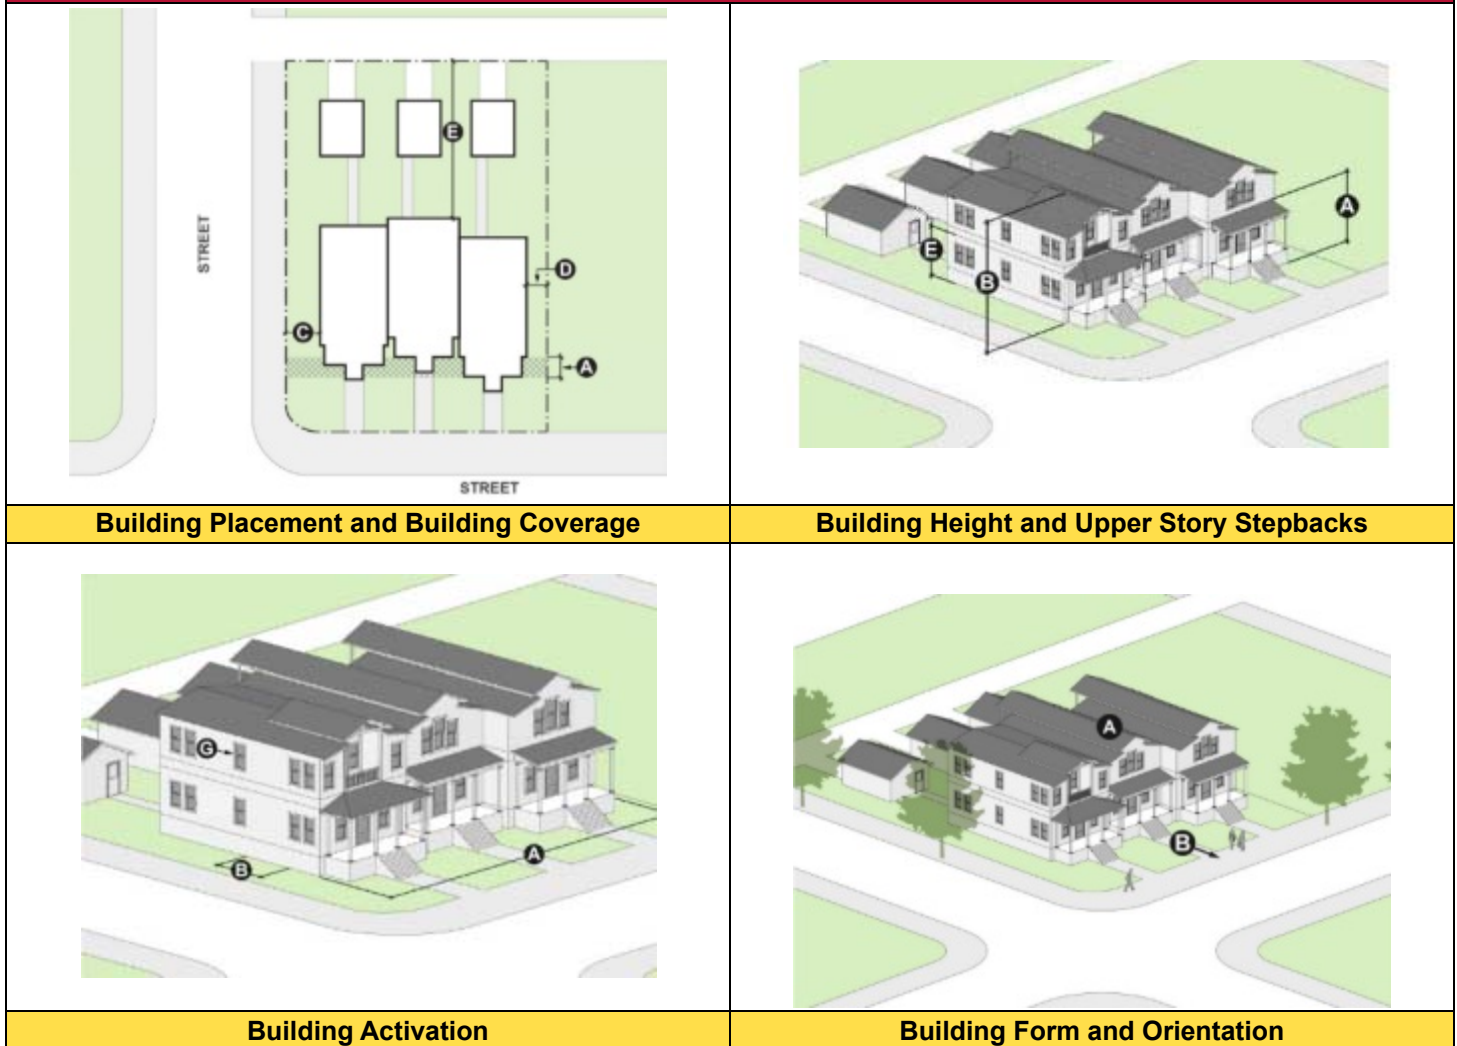 E
STREET
D
C
A
STREET
A
E
B
Building Placement and Building Coverage
Building Height and Upper Story Stepbacks
G
A
B
A
B
Building Activation
Building Form and Orientation